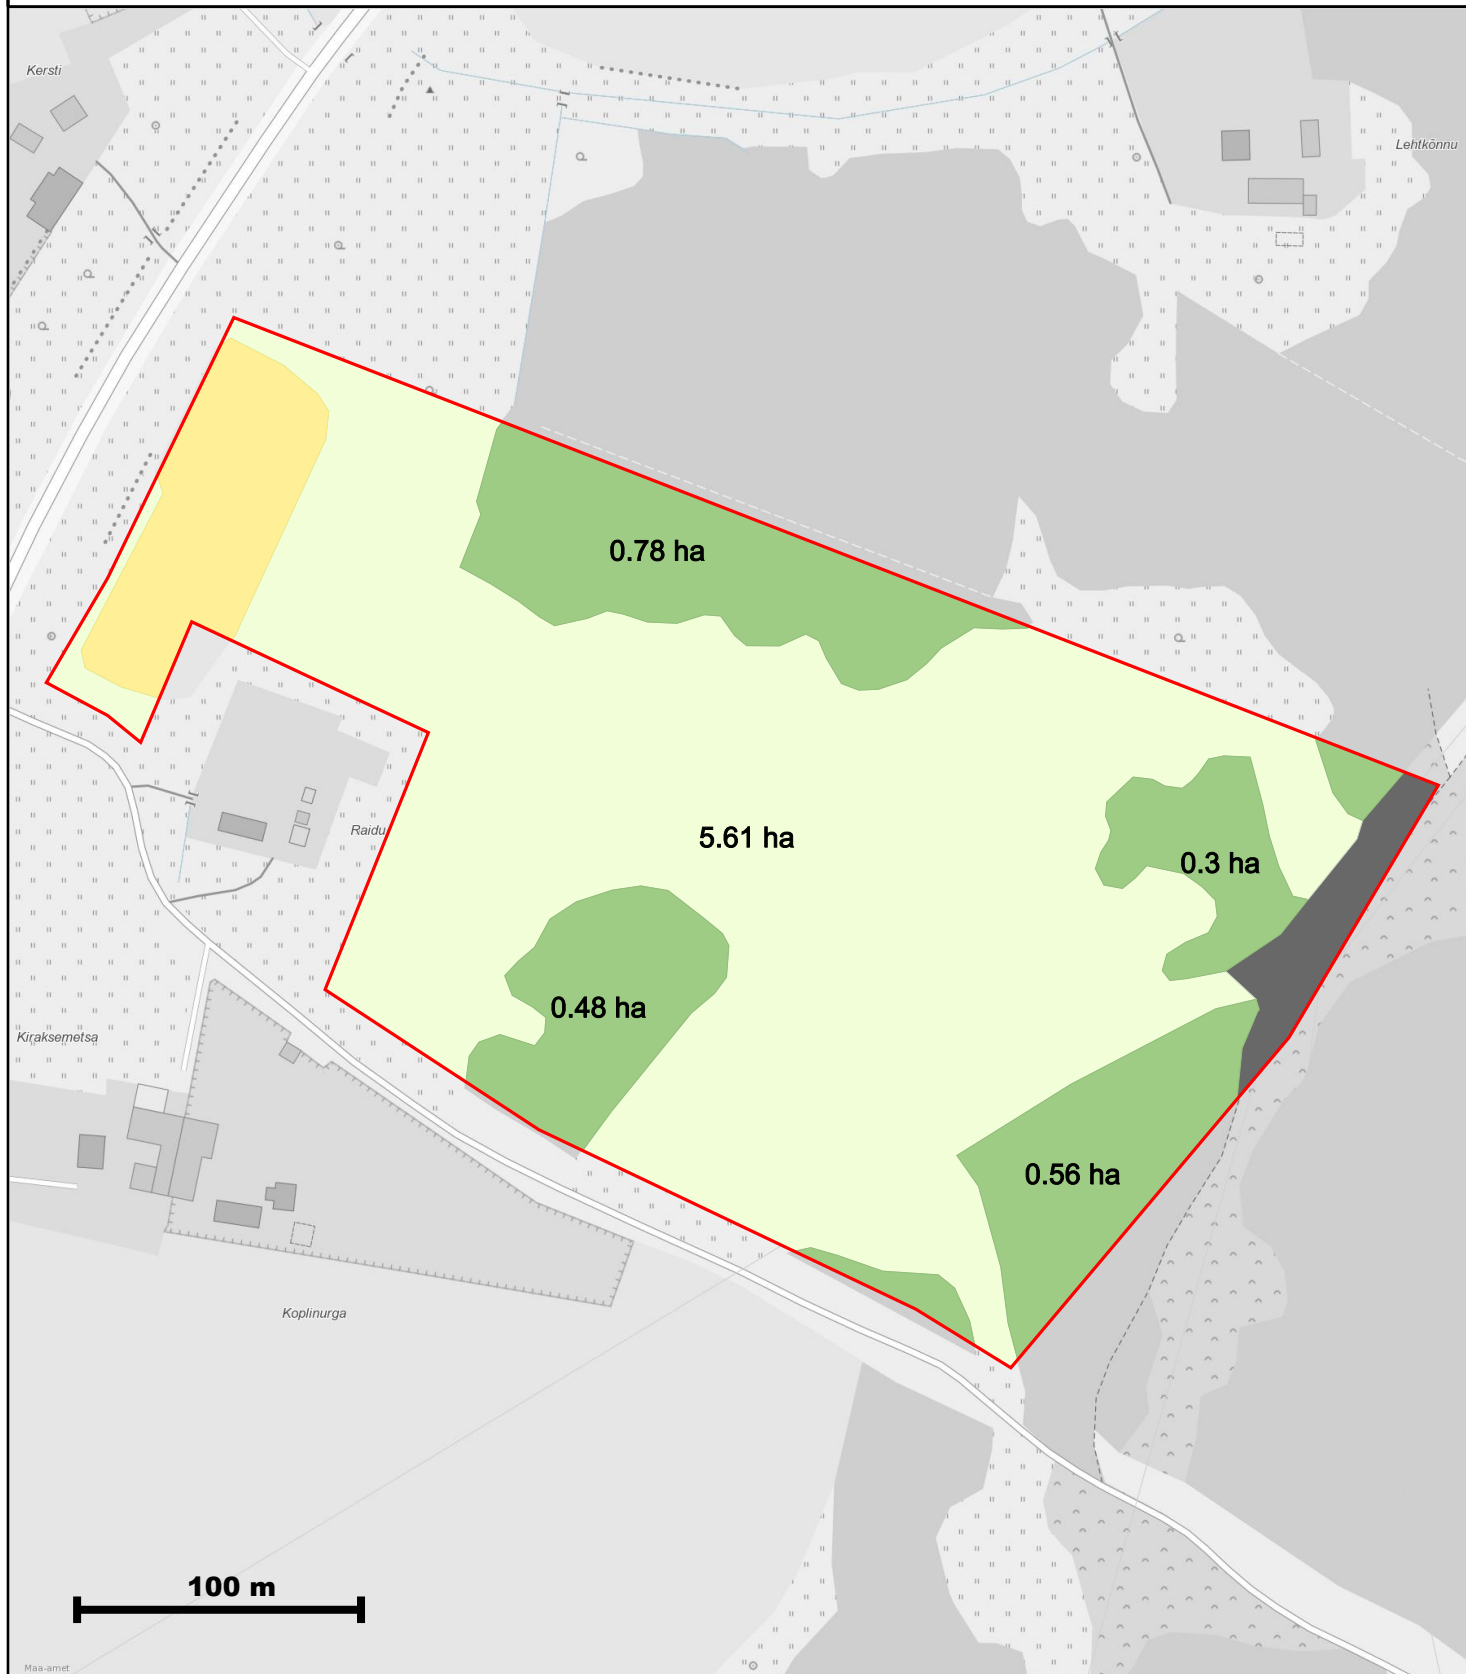 Kersti
Lehtkõnnu
0.78 ha
5.61 ha
Raidu
0.3 ha
0.48 ha
Kiraksemetsa
0.56 ha
Koplinurga
100 m
Maa-amet